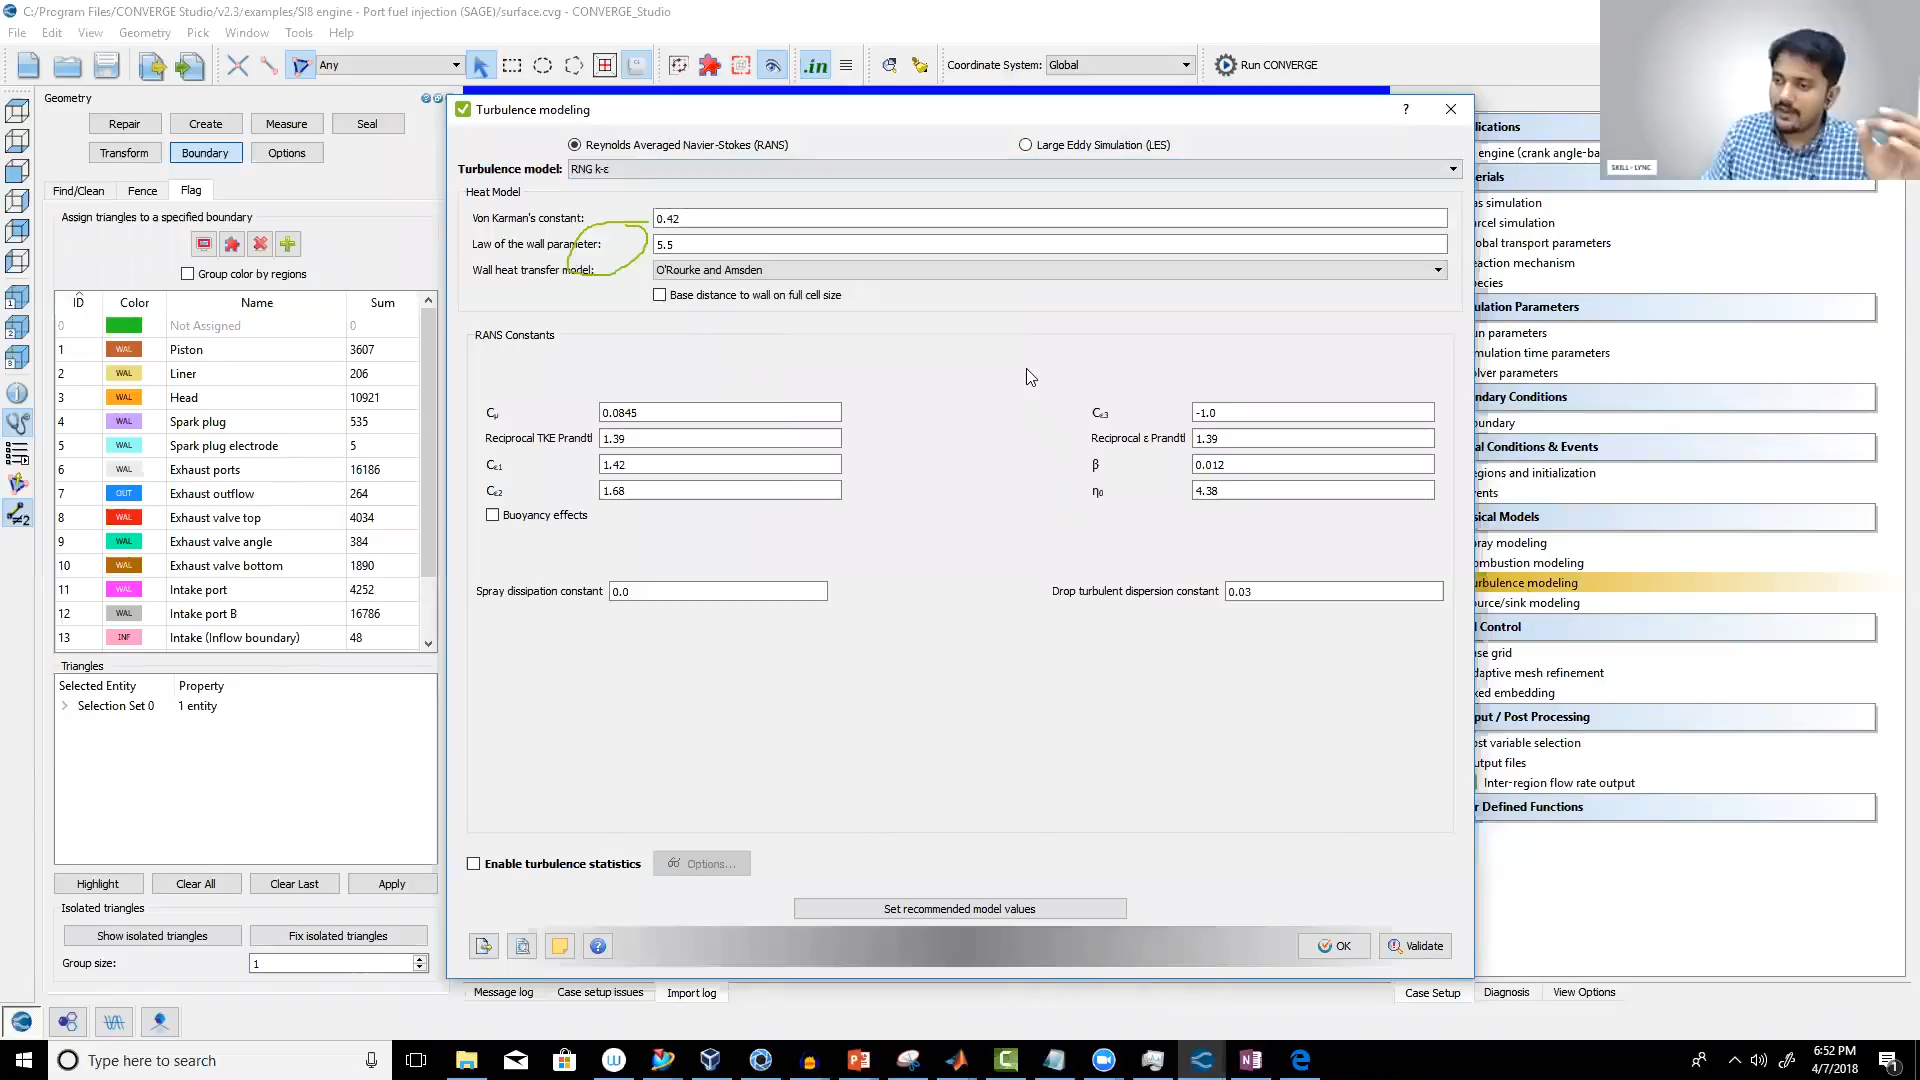 C:/Program Files/CONVERGE Studio/v2.3/examples/SI8 engine - Port fuel injection (SAGE)/surface.cvg - CONVERGE_Studio
File Edit View Geometry Pick Window Tools Help
Any
.in
Coordinate System: Global
Run CONVERGE
SKILL-LYNC
Geometry
Repair Create Measure Seal
Transform Boundary Options
Find/Clean Fence Flag
Assign triangles to a specified boundary
Group color by regions
ID Color Name Sum
0 Not Assigned 0
1 WAL Piston 3607
2 WAL Liner 206
3 WAL Head 10921
4 WAL Spark plug 535
5 WAL Spark plug electrode 5
6 WAL Exhaust ports 16186
7 OUT Exhaust outflow 264
8 WAL Exhaust valve top 4034
9 WAL Exhaust valve angle 384
10 WAL Exhaust valve bottom 1890
11 WAL Intake port 4252
12 WAL Intake port B 16786
13 INF Intake (Inflow boundary) 48
Triangles
Selected Entity Property
Selection Set 0 1 entity
Highlight Clear All Clear Last Apply
Isolated triangles
Show isolated triangles Fix isolated triangles
Group size: 1
Turbulence modeling ?
Reynolds Averaged Navier-Stokes (RANS) Large Eddy Simulation (LES)
Turbulence model: RNG k-ε
Heat Model
Von Karman's constant: 0.42
Law of the wall parameter: 5.5
Wall heat transfer model: O'Rourke and Amsden
Base distance to wall on full cell size
RANS Constants
Cμ 0.0845 Cε3 -1.0
Reciprocal TKE Prandtl 1.39 Reciprocal ε Prandtl 1.39
Cε1 1.42 β 0.012
Cε2 1.68 η0 4.38
Buoyancy effects
Spray dissipation constant 0.0 Drop turbulent dispersion constant 0.03
Enable turbulence statistics Options...
Set recommended model values
OK Validate
Message log Case setup issues Import log
lications
engine (crank angle-ba
erials
as simulation
arcel simulation
lobal transport parameters
eaction mechanism
pecies
ulation Parameters
un parameters
mulation time parameters
olver parameters
ndary Conditions
oundary
al Conditions & Events
egions and initialization
vents
sical Models
pray modeling
ombustion modeling
urbulence modeling
ource/sink modeling
l Control
ase grid
daptive mesh refinement
xed embedding
put / Post Processing
ost variable selection
utput files
Inter-region flow rate output
r Defined Functions
Case Setup Diagnosis View Options
Type here to search
6:52 PM
4/7/2018
1